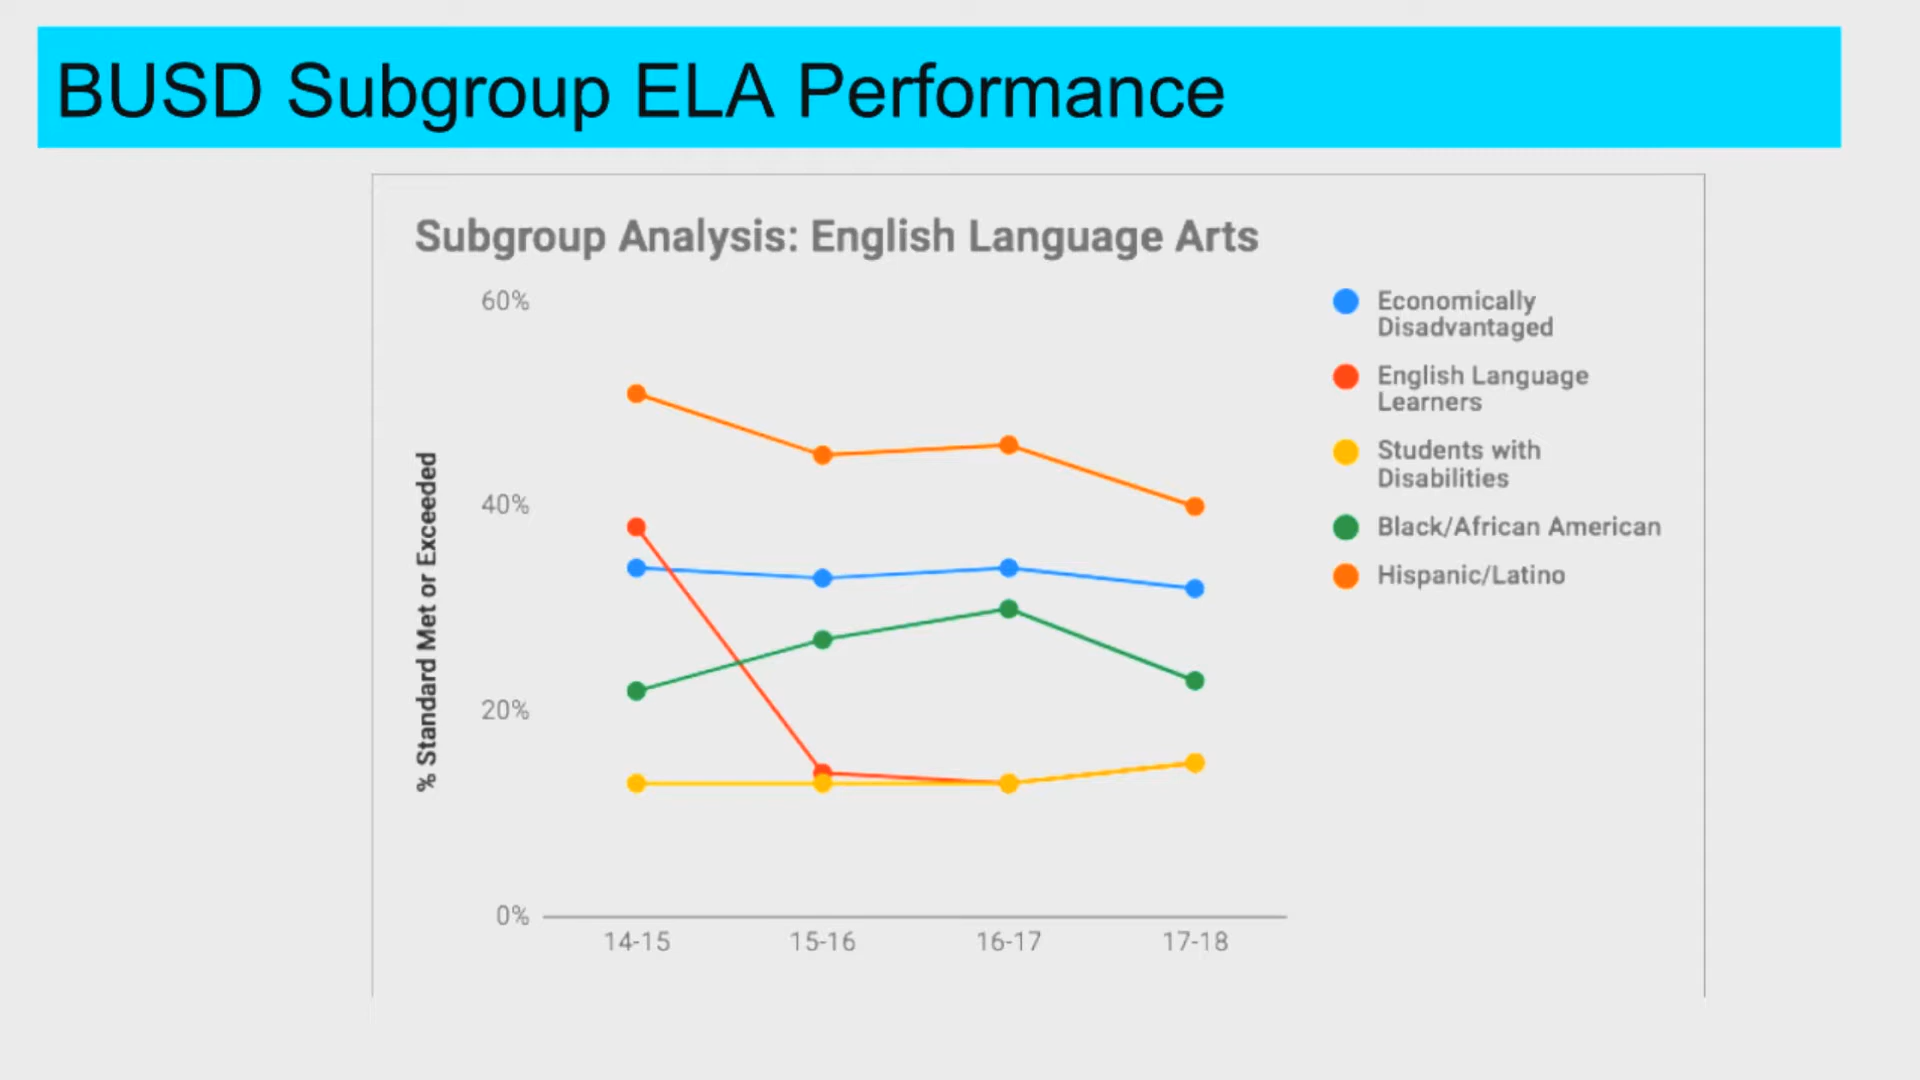 BUSD Subgroup ELA Performance
Subgroup Analysis: English Language Arts
% Standard Met or Exceeded
60%
40%
20%
0%
14-15 15-16 16-17 17-18
Economically
Disadvantaged
English Language
Learners
Students with
Disabilities
Black/African American
Hispanic/Latino